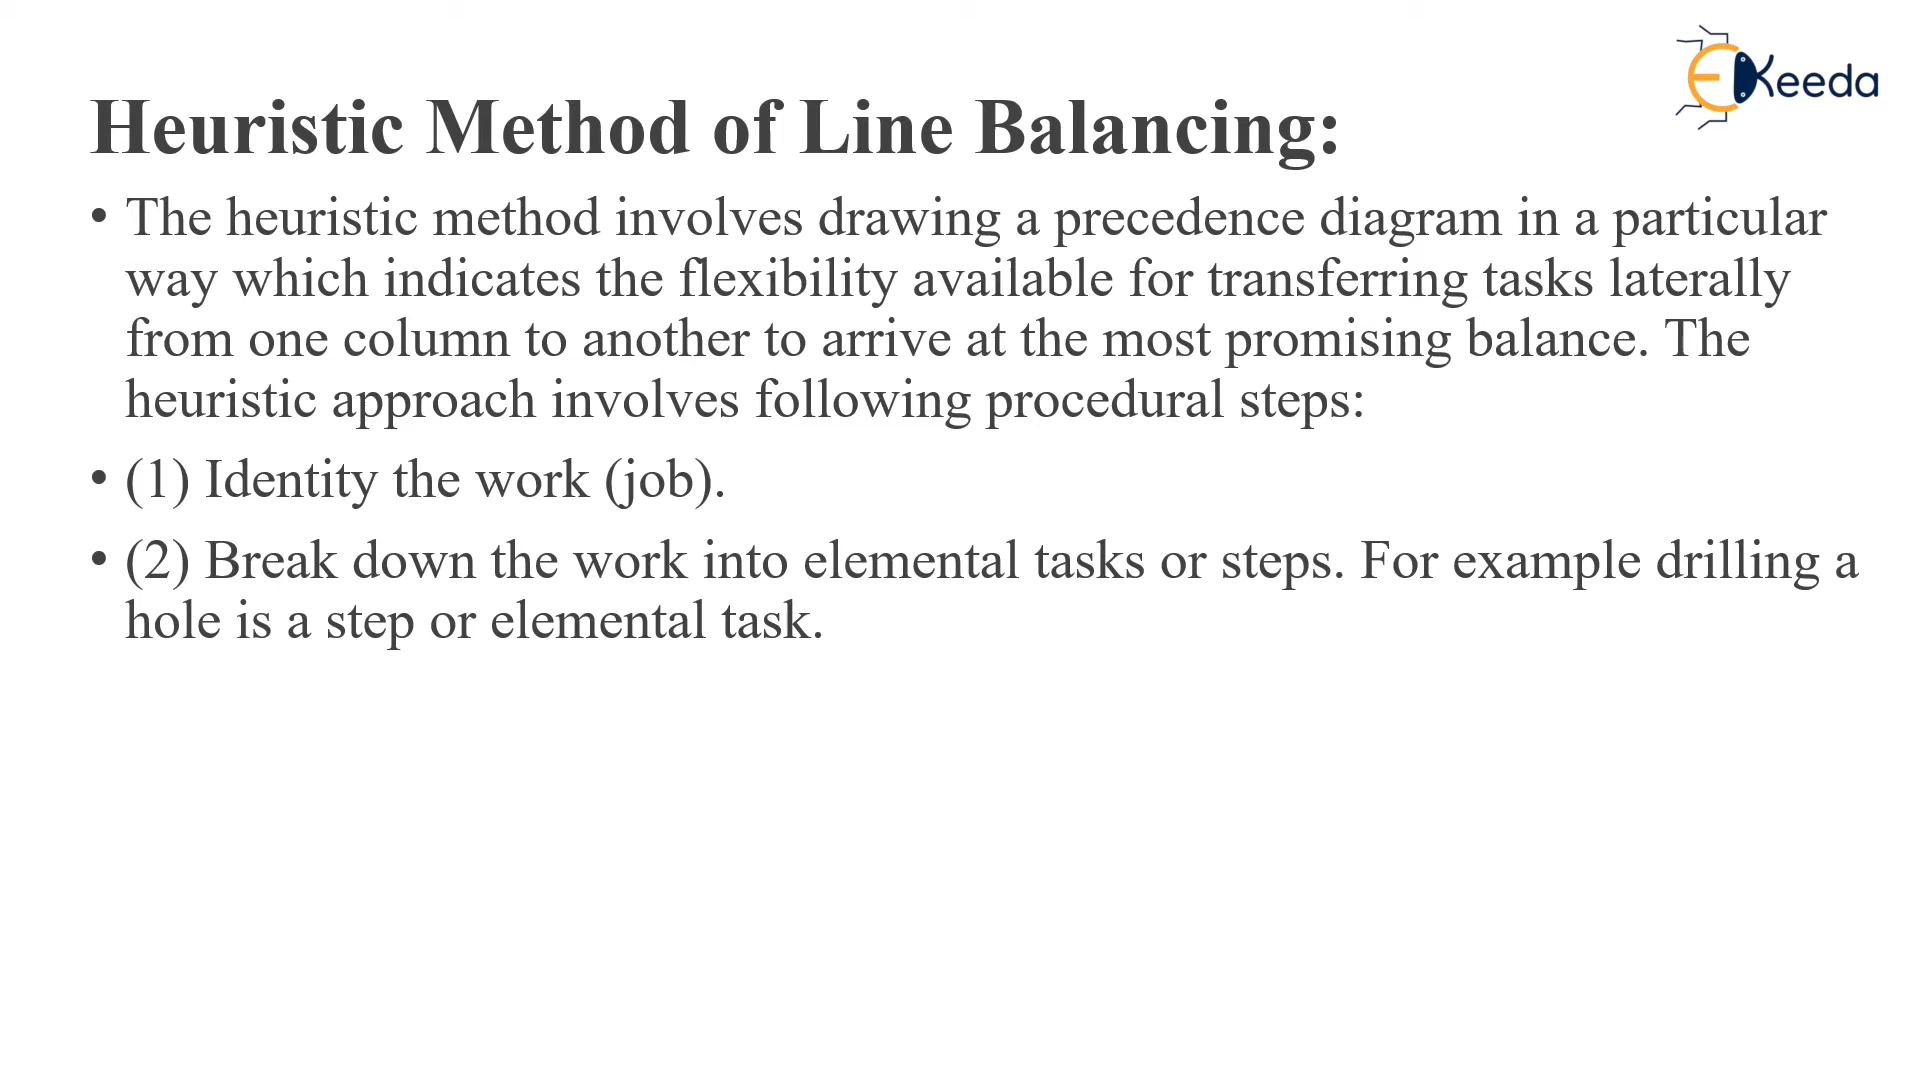 EKeeda
Heuristic Method of Line Balancing:
• The heuristic method involves drawing a precedence diagram in a particular
way which indicates the flexibility available for transferring tasks laterally
from one column to another to arrive at the most promising balance. The
heuristic approach involves following procedural steps:
• (1) Identity the work (job).
• (2) Break down the work into elemental tasks or steps. For example drilling a
hole is a step or elemental task.